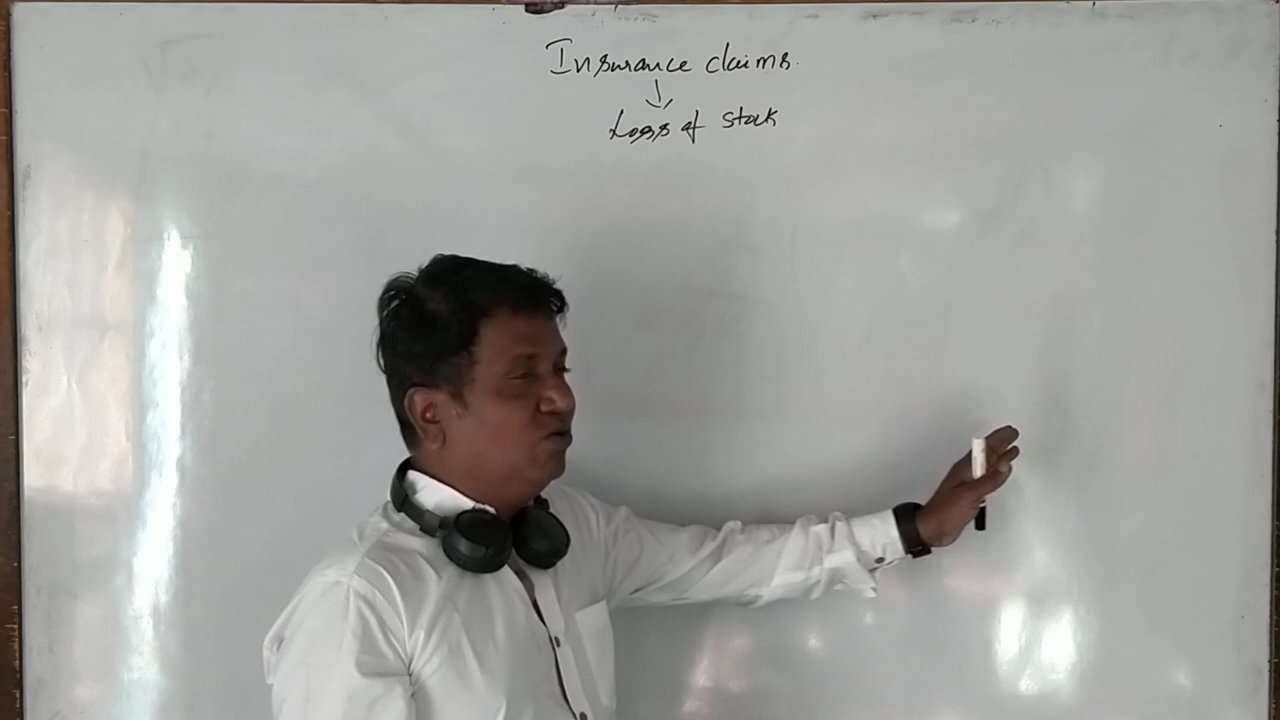 Insurance claims.
↓
Loss of stock